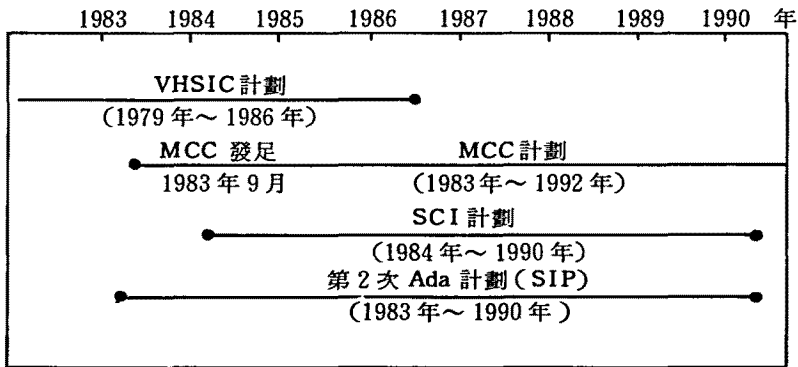 1983 1984 1985 1986 1987 1988 1989 1990 年
VHSIC 計劃
(1979 年～ 1986 年)
MCC 發足 MCC 計劃
1983 年 9 月 (1983 年～ 1992 年)
SCI 計劃
(1984 年～ 1990 年)
第 2 次 Ada 計劃 ( SIP)
(1983 年～ 1990 年 )